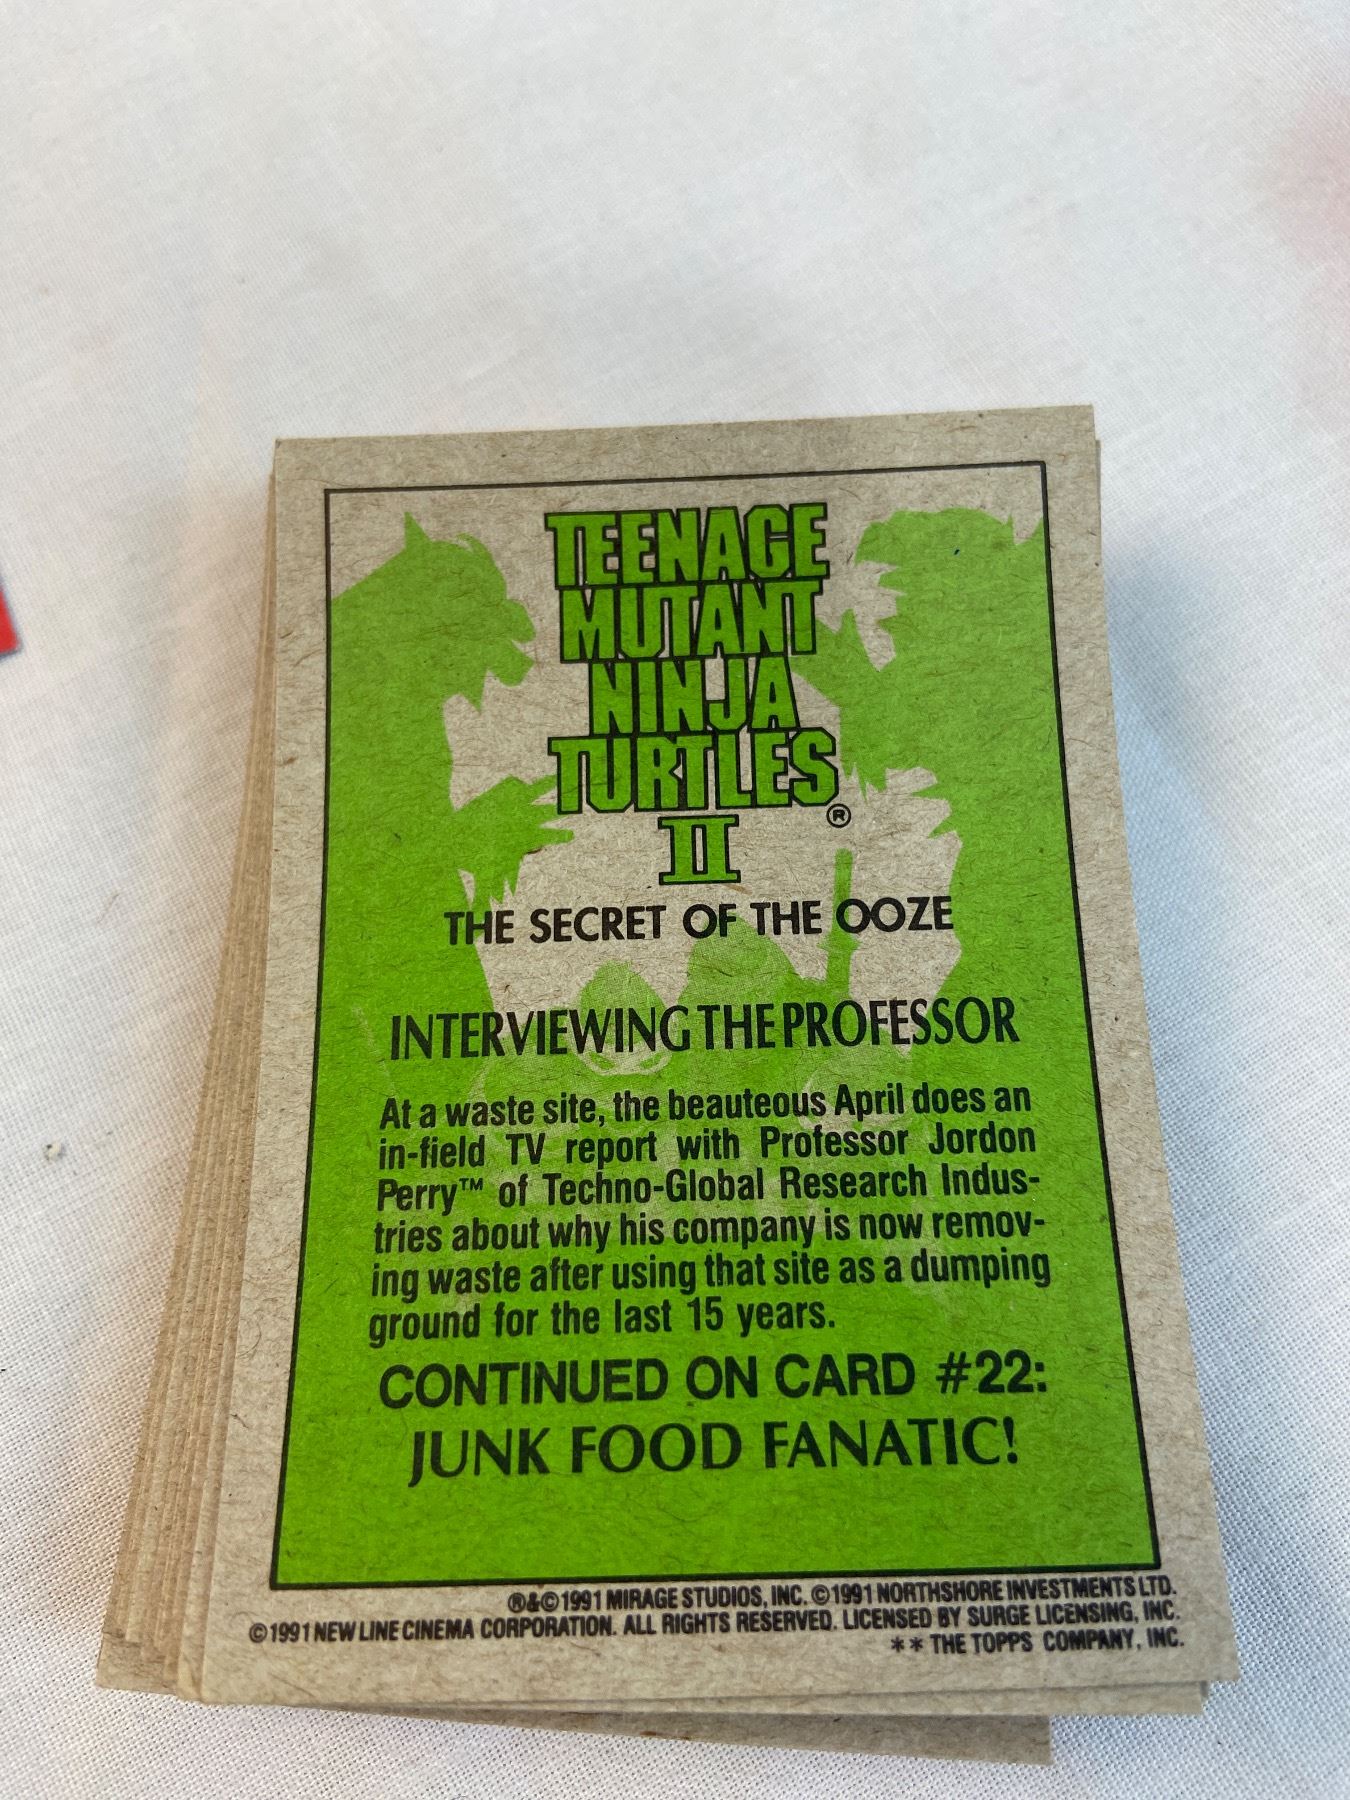 TEENAGE
MUTANT
NINJA
TURTLES®
II
THE SECRET OF THE OOZE
INTERVIEWING THE PROFESSOR
At a waste site, the beauteous April does an
in-field TV report with Professor Jordon
Perry™ of Techno-Global Research Indus-
tries about why his company is now remov-
ing waste after using that site as a dumping
ground for the last 15 years.
CONTINUED ON CARD #22:
JUNK FOOD FANATIC!
®&©1991 MIRAGE STUDIOS, INC. ©1991 NORTHSHORE INVESTMENTS LTD.
©1991 NEW LINE CINEMA CORPORATION. ALL RIGHTS RESERVED. LICENSED BY SURGE LICENSING, INC.
** THE TOPPS COMPANY, INC.